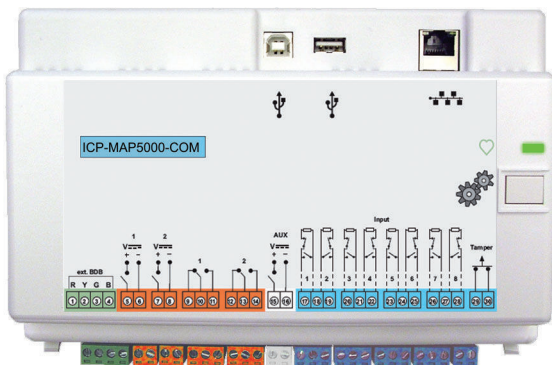 ICP-MAP5000-COM
Input
1 2 AUX
V V V
+ - + - + -
ext. BDB 1 2 1 2 3 4 5 6 7 8 Tamper
R Y G B
1 2 3 4 5 6 7 8 9 10 11 12 13 14 15 16 17 18 19 20 21 22 23 24 25 26 27 28 29 30